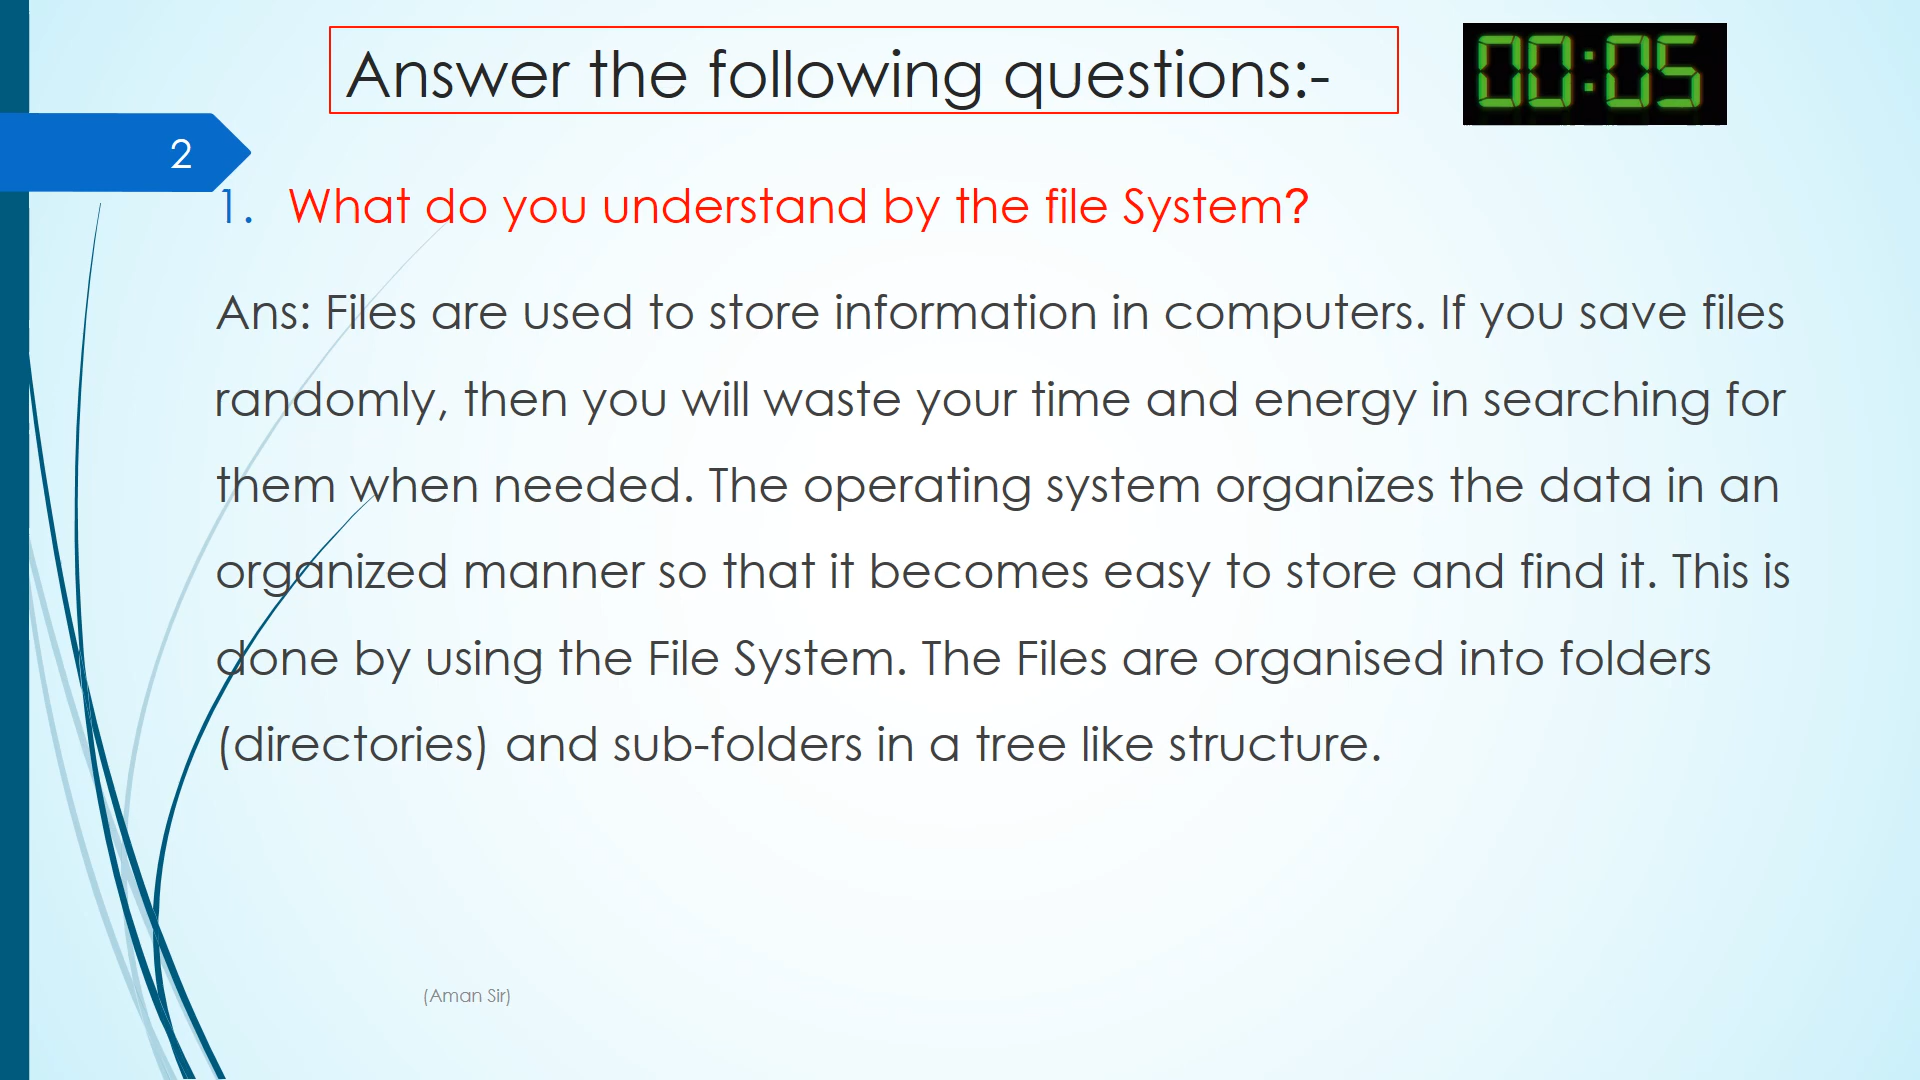 Answer the following questions:-
00:05
2
1. What do you understand by the file System?
Ans: Files are used to store information in computers. If you save files
randomly, then you will waste your time and energy in searching for
them when needed. The operating system organizes the data in an
organized manner so that it becomes easy to store and find it. This is
done by using the File System. The Files are organised into folders
(directories) and sub-folders in a tree like structure.
(Aman Sir)